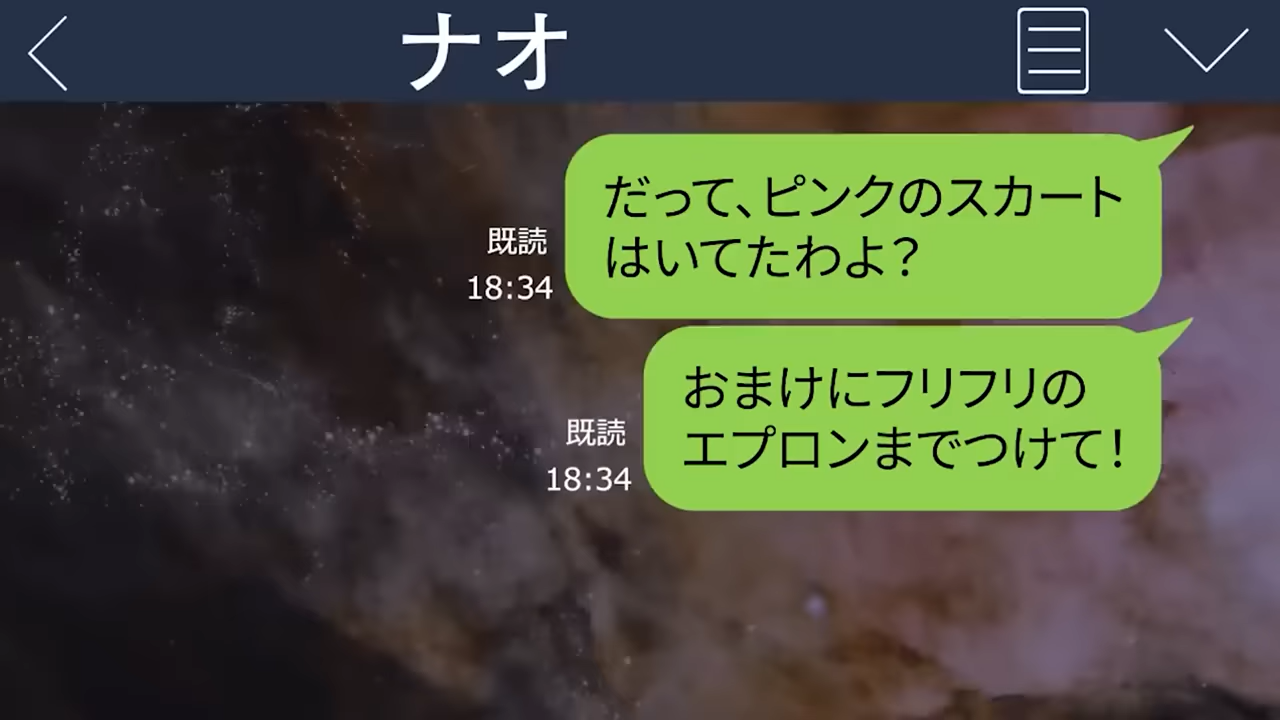 ナオ
だって、ピンクのスカート
はいてたわよ?
既読
18:34
おまけにフリフリの
エプロンまでつけて!
既読
18:34